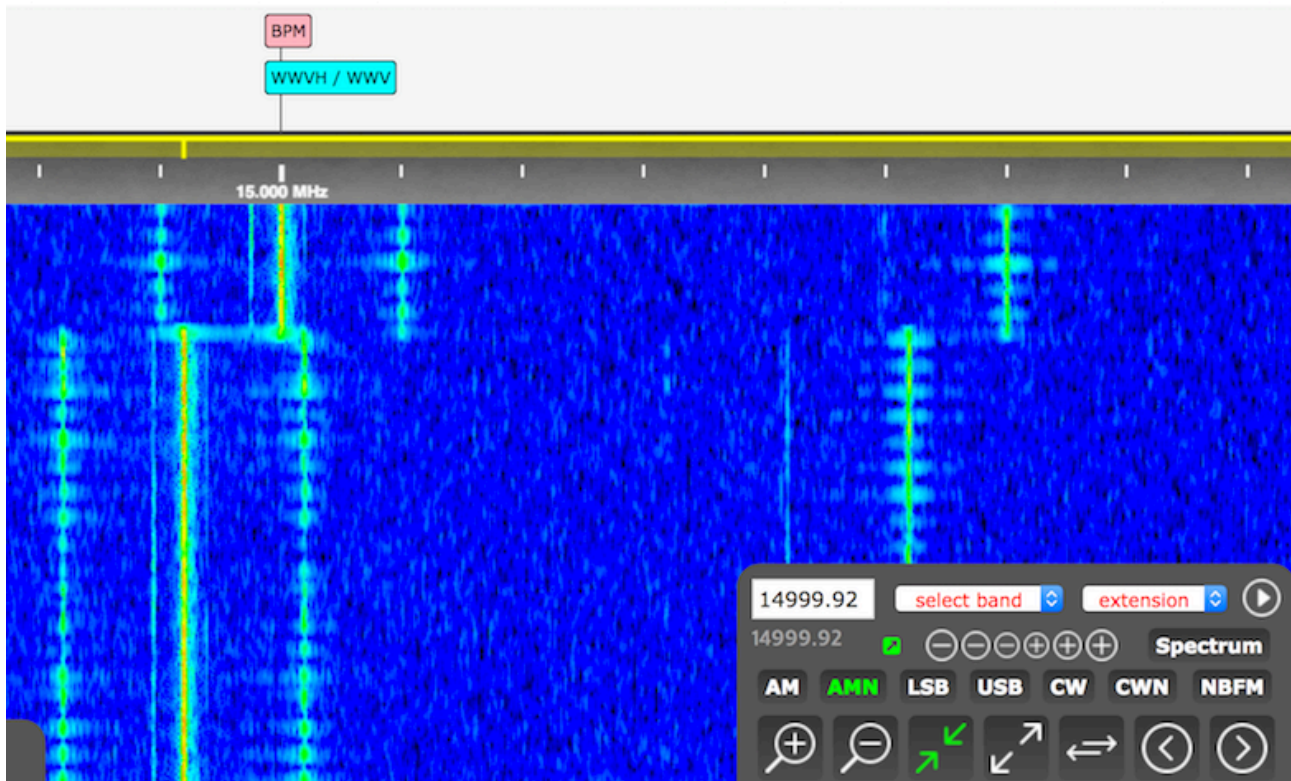 BPM
WWVH / WWV
15.000 MHz
14999.92 select band extension
14999.92 Spectrum
AM AMN LSB USB CW CWN NBFM